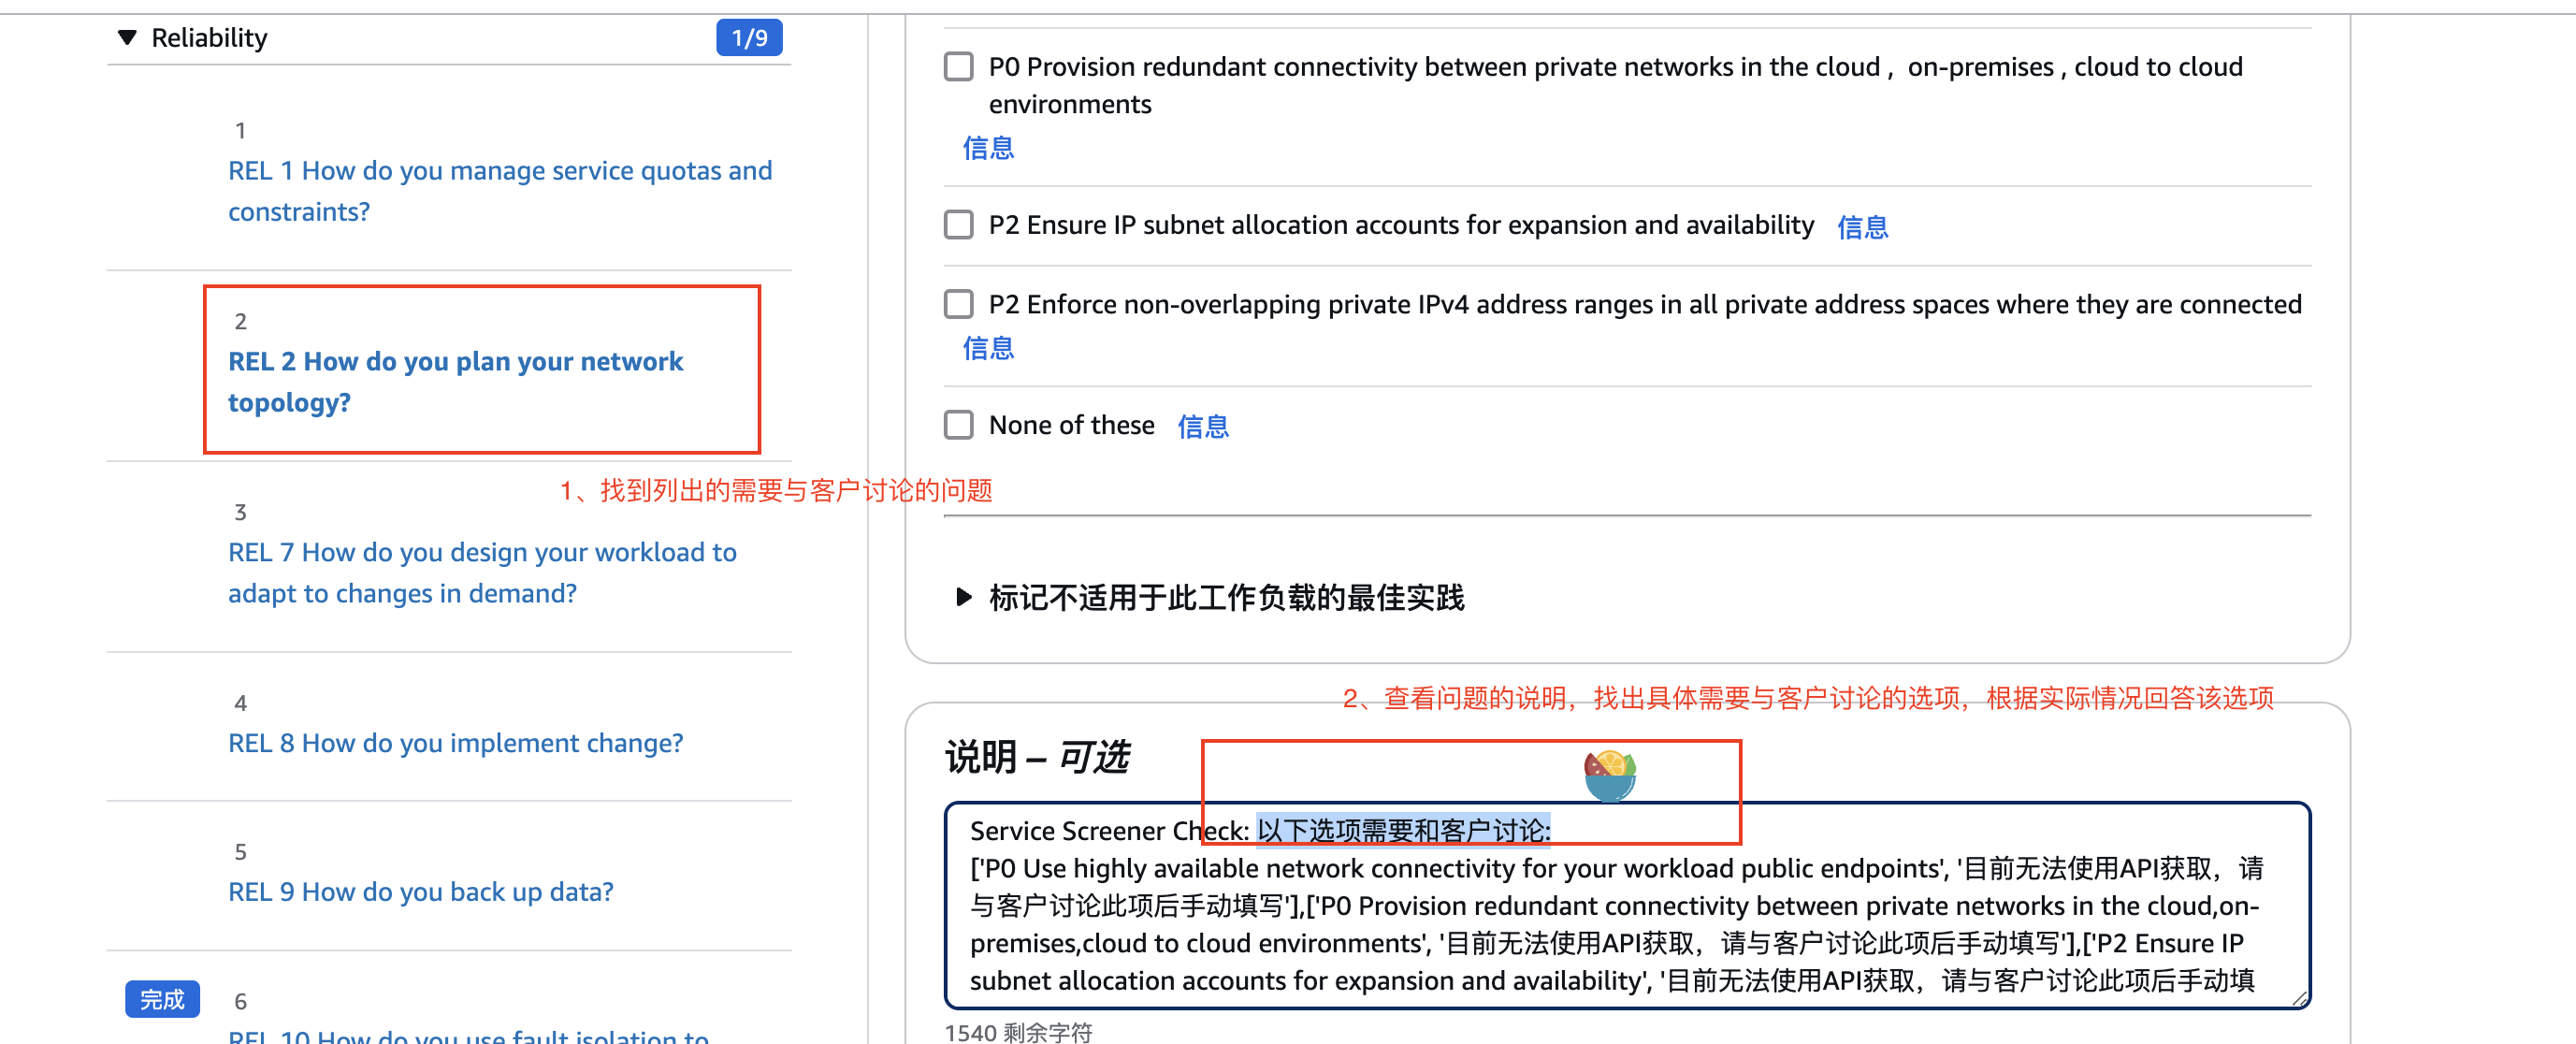 Reliability
1/9
1
REL 1 How do you manage service quotas and
constraints?
2
REL 2 How do you plan your network
topology?
1、找到列出的需要与客户讨论的问题
3
REL 7 How do you design your workload to
adapt to changes in demand?
4
REL 8 How do you implement change?
5
REL 9 How do you back up data?
完成
6
REL 10 How do you use fault isolation to
P0 Provision redundant connectivity between private networks in the cloud , on-premises , cloud to cloud
environments
信息
P2 Ensure IP subnet allocation accounts for expansion and availability 信息
P2 Enforce non-overlapping private IPv4 address ranges in all private address spaces where they are connected
信息
None of these 信息
标记不适用于此工作负载的最佳实践
2、查看问题的说明，找出具体需要与客户讨论的选项，根据实际情况回答该选项
说明 – 可选
Service Screener Check: 以下选项需要和客户讨论:
['P0 Use highly available network connectivity for your workload public endpoints', '目前无法使用API获取，请
与客户讨论此项后手动填写'],['P0 Provision redundant connectivity between private networks in the cloud,on-
premises,cloud to cloud environments', '目前无法使用API获取，请与客户讨论此项后手动填写'],['P2 Ensure IP
subnet allocation accounts for expansion and availability', '目前无法使用API获取，请与客户讨论此项后手动填
1540 剩余字符